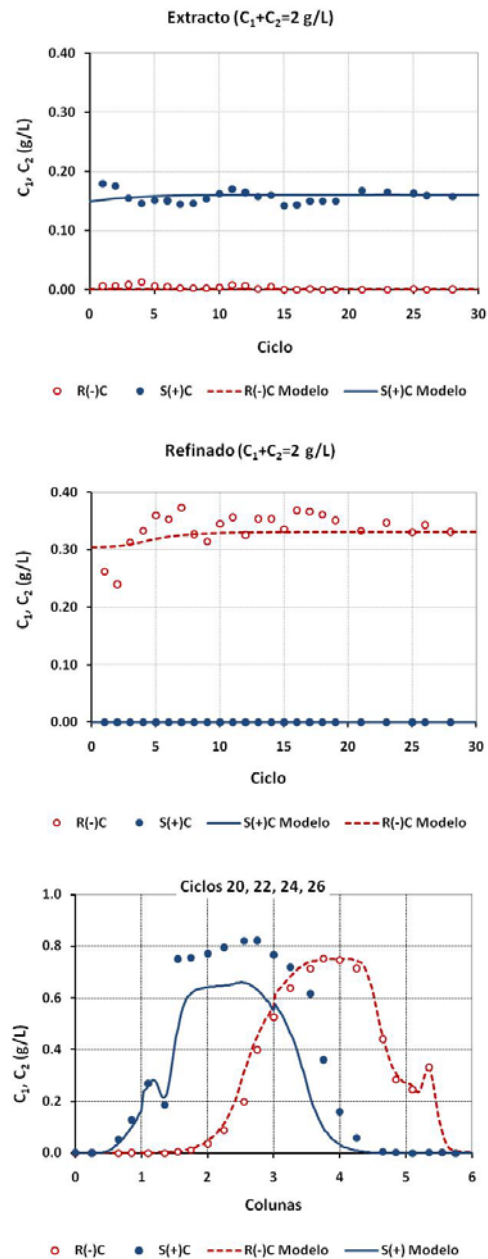 Extracto (C₁+C₂=2 g/L)
0.40
0.30
0.20
0.10
0.00
C₁, C₂ (g/L)
0 5 10 15 20 25 30
Ciclo
R(-)C S(+)C R(-)C Modelo S(+)C Modelo
Refinado (C₁+C₂=2 g/L)
0.40
0.30
0.20
0.10
0.00
C₁, C₂ (g/L)
0 5 10 15 20 25 30
Ciclo
R(-)C S(+)C S(+)C Modelo R(-)C Modelo
Ciclos 20, 22, 24, 26
1.0
0.8
0.6
0.4
0.2
0.0
C₁, C₂ (g/L)
0 1 2 3 4 5 6
Colunas
R(-)C S(+)C R(-)C Modelo S(+) Modelo